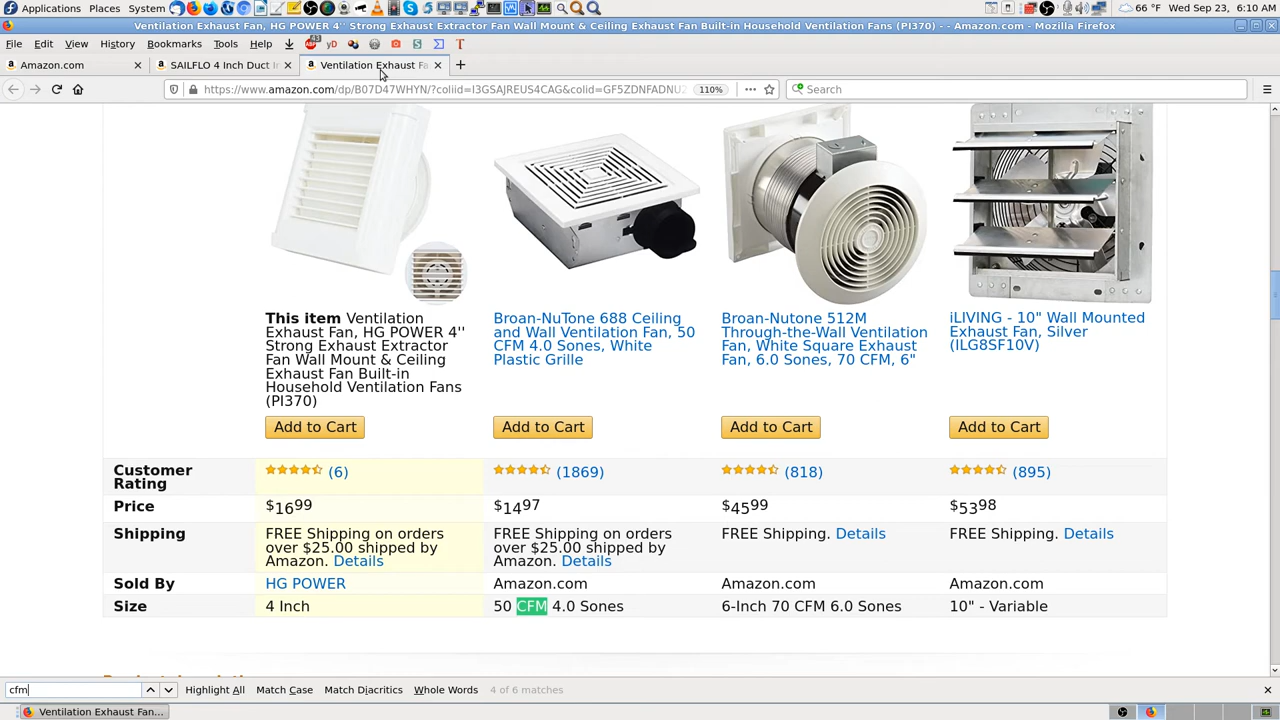 Applications Places System 66 °F Wed Sep 23, 6:10 AM
Ventilation Exhaust Fan, HG POWER 4'' Strong Exhaust Extractor Fan Wall Mount & Ceiling Exhaust Fan Built-in Household Ventilation Fans (PI370) -- Amazon.com - Mozilla Firefox
File Edit View History Bookmarks Tools Help
Amazon.com SAILFLO 4 Inch Duct In Ventilation Exhaust Fa
https://www.amazon.com/dp/B07D47WHYN/?coliid=I3GSAJREUS4CAG&colid=GF5ZDNFADNU2 110% Search
This item Ventilation
Exhaust Fan, HG POWER 4''
Strong Exhaust Extractor
Fan Wall Mount & Ceiling
Exhaust Fan Built-in
Household Ventilation Fans
(PI370)
Broan-NuTone 688 Ceiling
and Wall Ventilation Fan, 50
CFM 4.0 Sones, White
Plastic Grille
Broan-Nutone 512M
Through-the-Wall Ventilation
Fan, White Square Exhaust
Fan, 6.0 Sones, 70 CFM, 6"
iLIVING - 10" Wall Mounted
Exhaust Fan, Silver
(ILG8SF10V)
Add to Cart Add to Cart Add to Cart Add to Cart
Customer
Rating
(6) (1869) (818) (895)
Price $1699 $1497 $4599 $5398
Shipping
FREE Shipping on orders
over $25.00 shipped by
Amazon. Details
FREE Shipping on orders
over $25.00 shipped by
Amazon. Details
FREE Shipping. Details
FREE Shipping. Details
Sold By HG POWER Amazon.com Amazon.com Amazon.com
Size 4 Inch 50 CFM 4.0 Sones 6-Inch 70 CFM 6.0 Sones 10" - Variable
cfm Highlight All Match Case Match Diacritics Whole Words 4 of 6 matches
Ventilation Exhaust Fan...